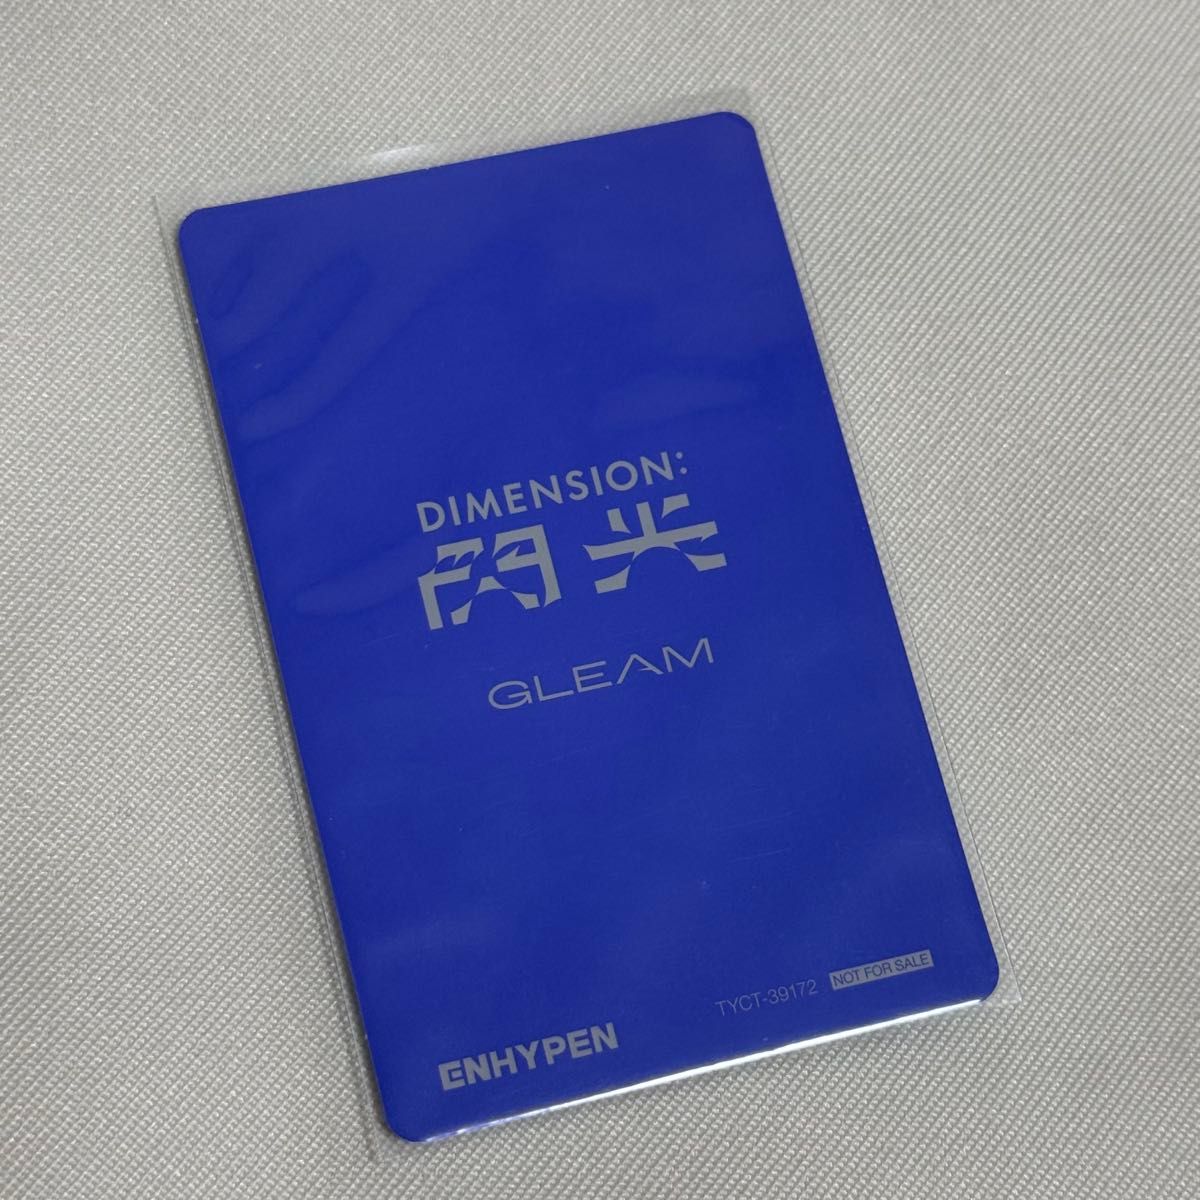 DIMENSION:
閃光
GLEAM
TYCT-39172 NOT FOR SALE
ENHYPEN